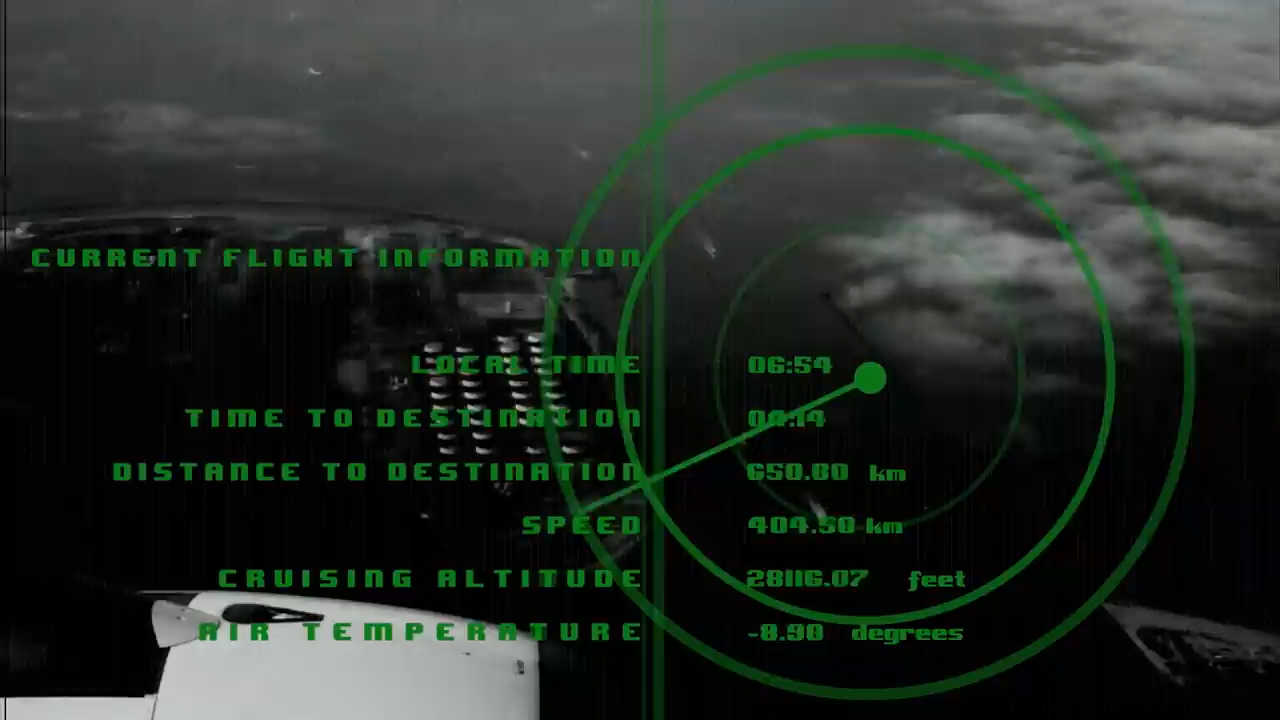 CURRENT FLIGHT INFORMATION
LOCAL TIME 06:54
TIME TO DESTINATION 04:14
DISTANCE TO DESTINATION 650.80 km
SPEED 404.50 km
CRUISING ALTITUDE 28116.07 feet
AIR TEMPERATURE -8.90 degrees